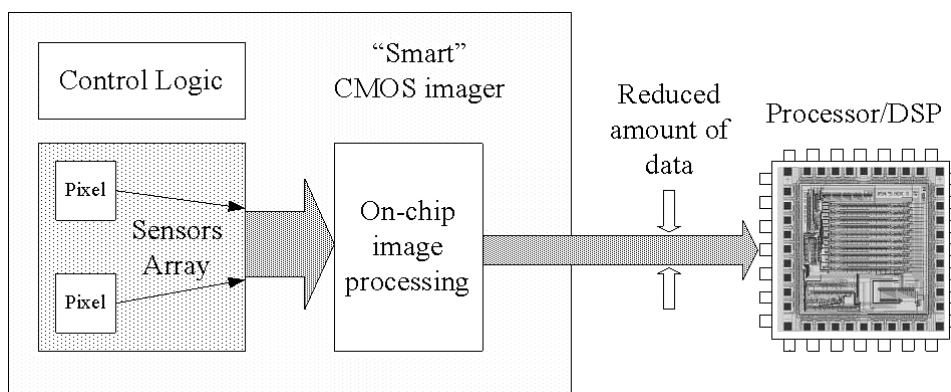 Control Logic
“Smart”
CMOS imager
Pixel
Sensors
Array
Pixel
On-chip
image
processing
Reduced
amount of
data
Processor/DSP